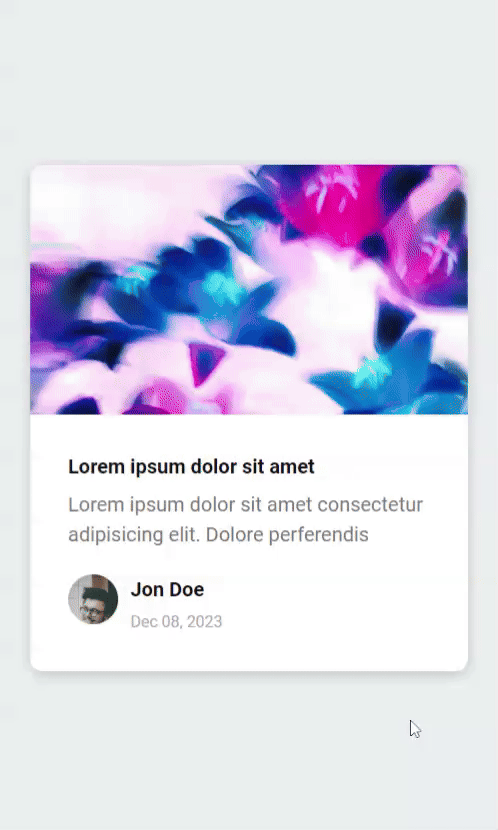 Lorem ipsum dolor sit amet
Lorem ipsum dolor sit amet consectetur
adipisicing elit. Dolore perferendis
Jon Doe
Dec 08, 2023